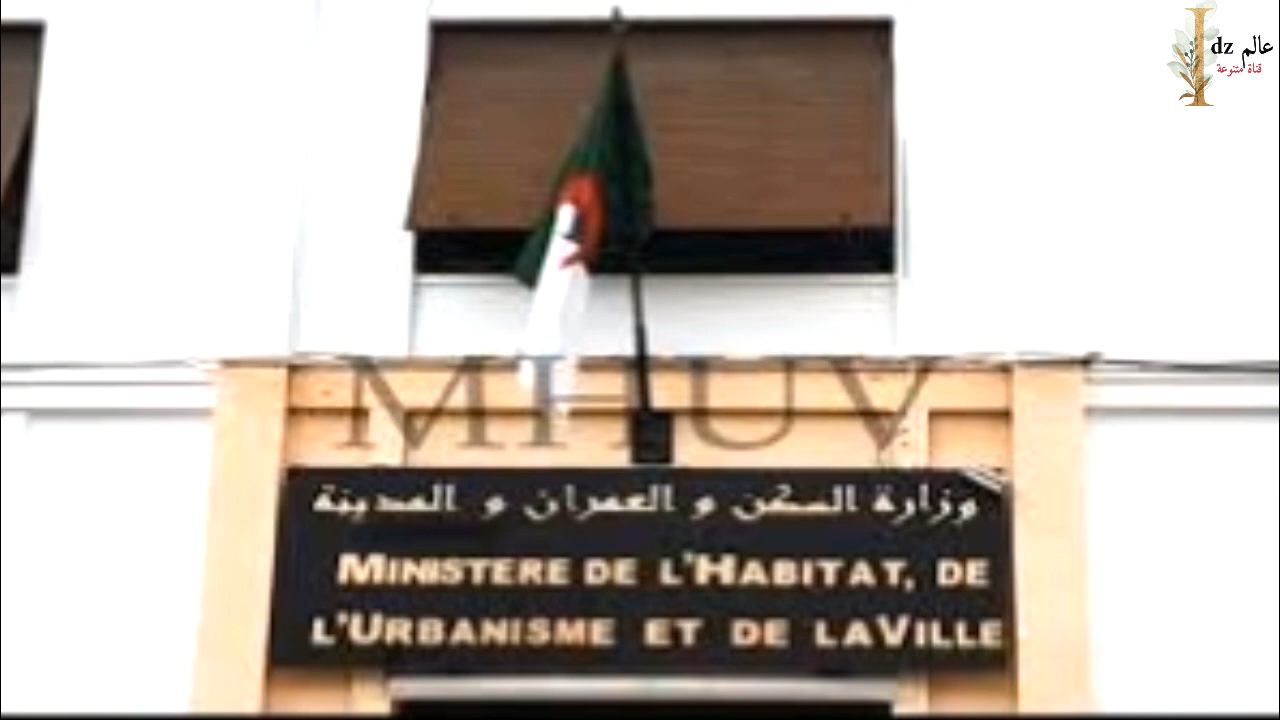 عالم dz
قناة متنوعة
MHUV
وزارة السكن و العمران و المدينة
MINISTERE DE L'HABITAT, DE
L'URBANISME ET DE LAVILLE